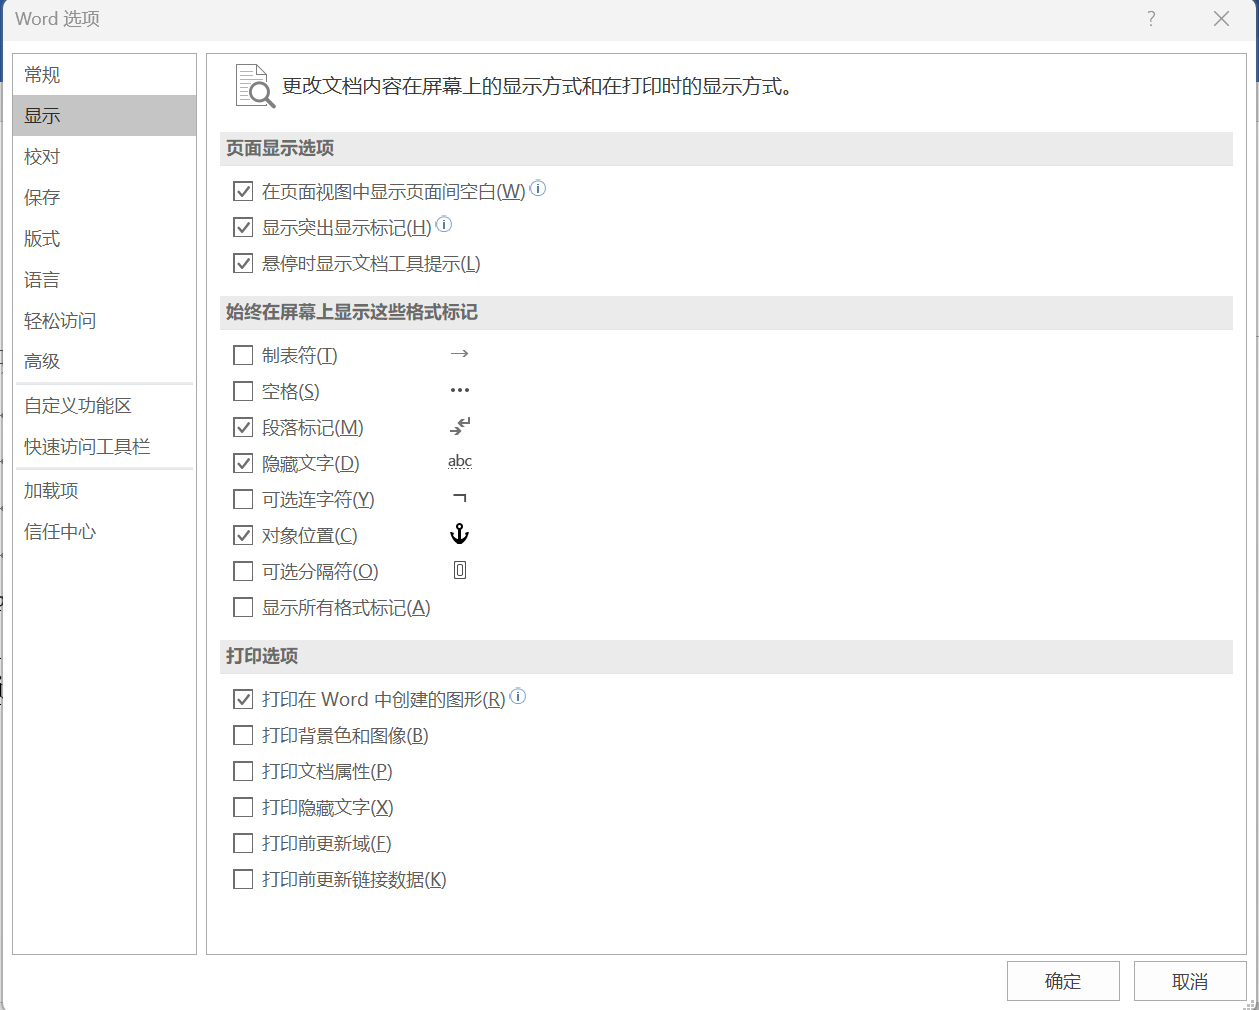 Word 选项
常规
显示
校对
保存
版式
语言
轻松访问
高级
自定义功能区
快速访问工具栏
加载项
信任中心
更改文档内容在屏幕上的显示方式和在打印时的显示方式。
页面显示选项
在页面视图中显示页面间空白(W)
显示突出显示标记(H)
悬停时显示文档工具提示(L)
始终在屏幕上显示这些格式标记
制表符(T) →
空格(S) •••
段落标记(M)
隐藏文字(D) abc
可选连字符(Y) ¬
对象位置(C)
可选分隔符(O)
显示所有格式标记(A)
打印选项
打印在 Word 中创建的图形(R)
打印背景色和图像(B)
打印文档属性(P)
打印隐藏文字(X)
打印前更新域(F)
打印前更新链接数据(K)
确定 取消